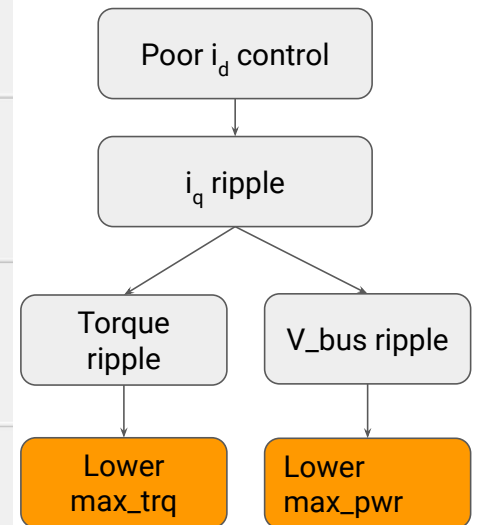 Poor i_d control
i_q ripple
Torque
ripple
V_bus ripple
Lower
max_trq
Lower
max_pwr